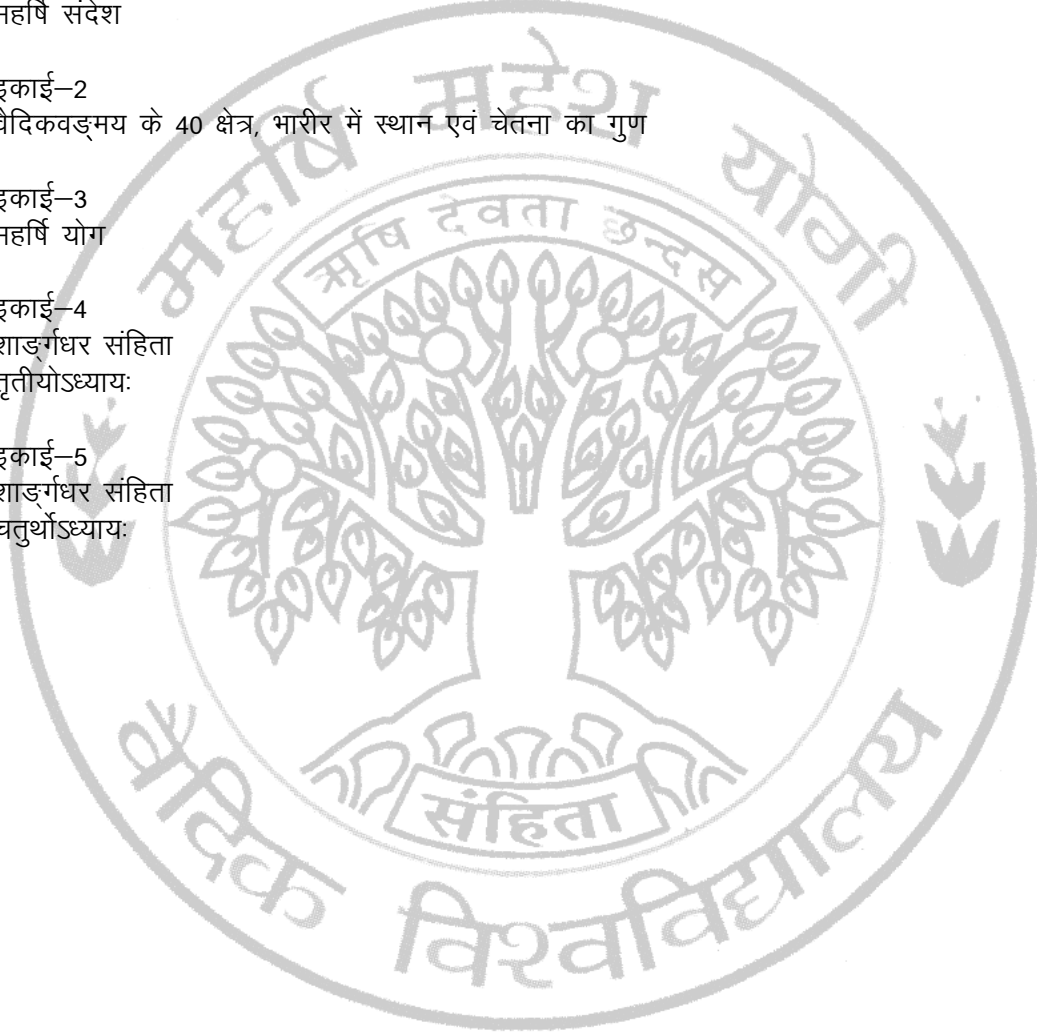 महर्षि संदेश
इकाई–2
वेदिकवङ्मय के 40 क्षेत्र, भारीर में स्थान एवं चेतना का गुण
इकाई–3
महर्षि योग
इकाई–4
शार्ङ्गधर संहिता
तृतीयोऽध्यायः
इकाई–5
शार्ङ्गधर संहिता
चतुर्थोऽध्यायः
महर्षि महेश योगी
ऋषि देवता छन्दस
संहिता
वैदिक विश्वविद्यालय